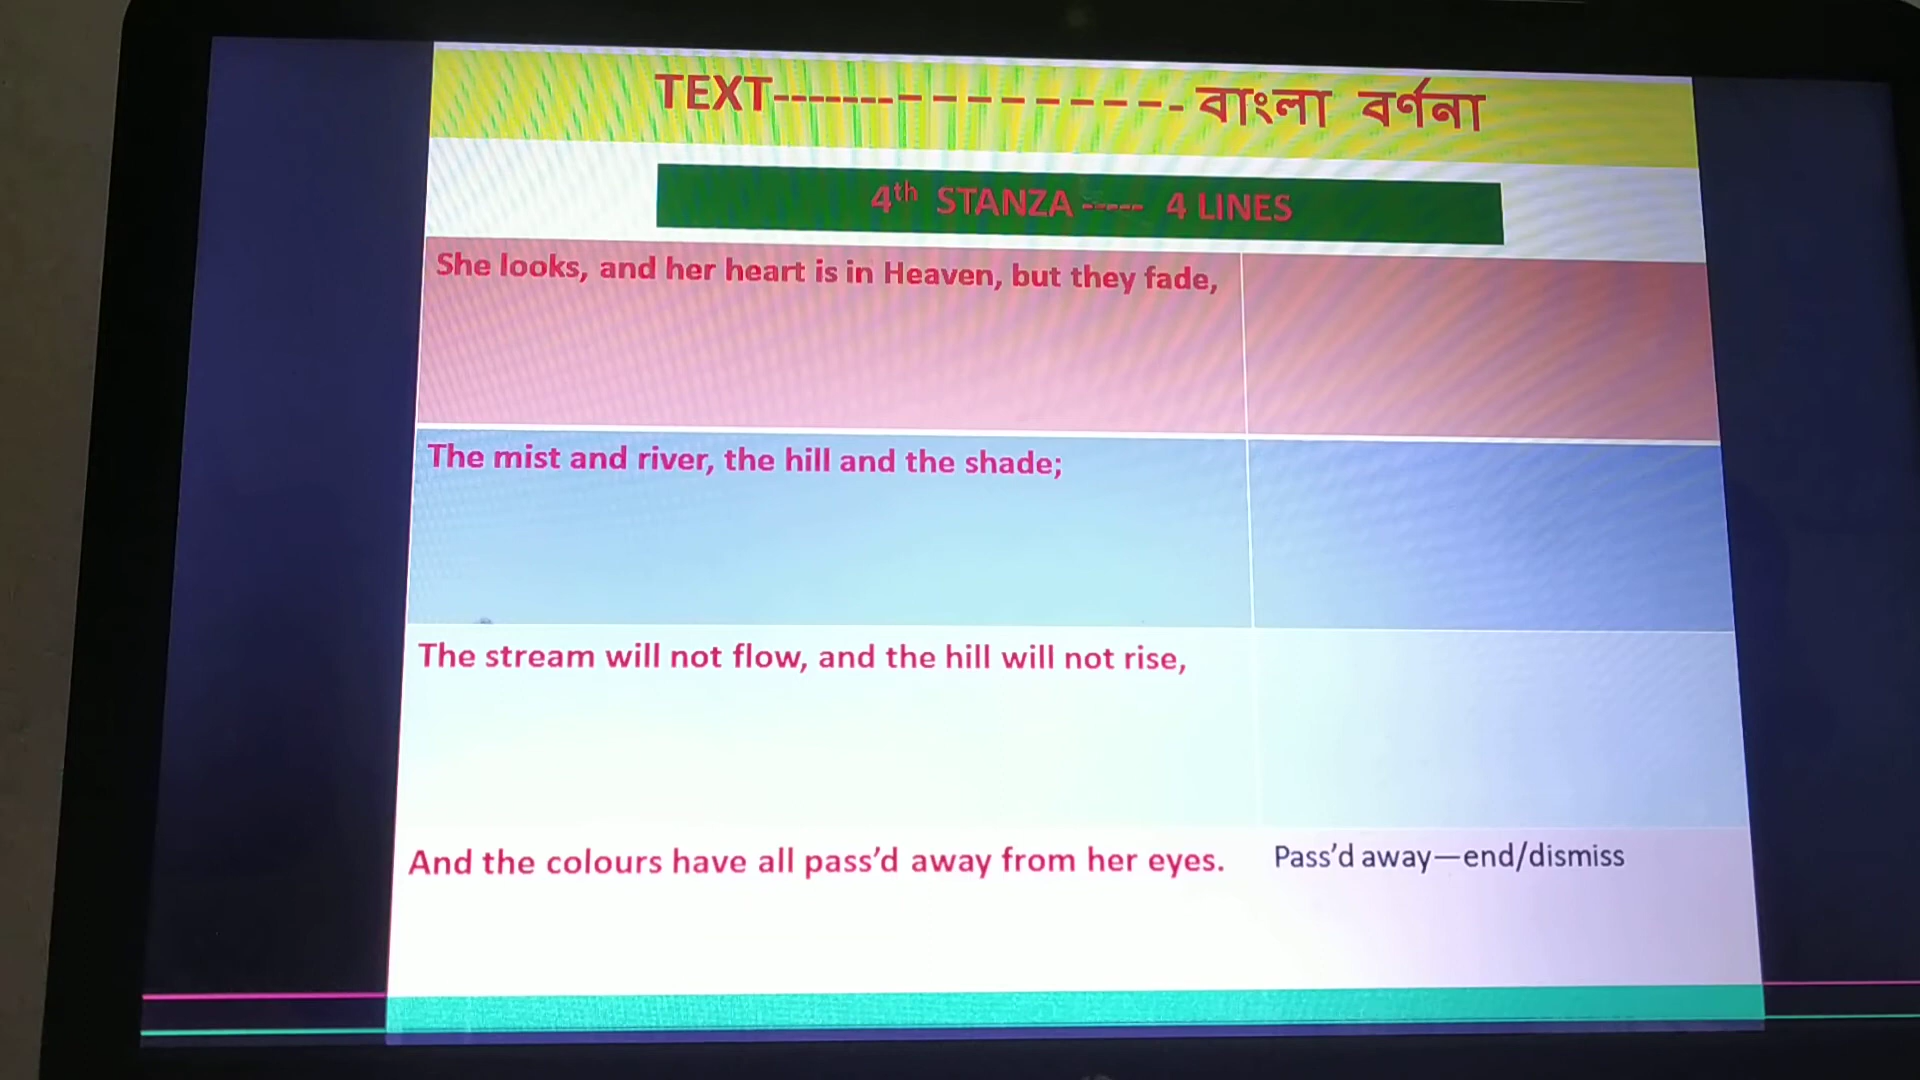 TEXT------––––––––-- বাংলা বর্ণনা
4th STANZA ----- 4 LINES
She looks, and her heart is in Heaven, but they fade,
The mist and river, the hill and the shade;
The stream will not flow, and the hill will not rise,
And the colours have all pass’d away from her eyes.
Pass’d away—end/dismiss